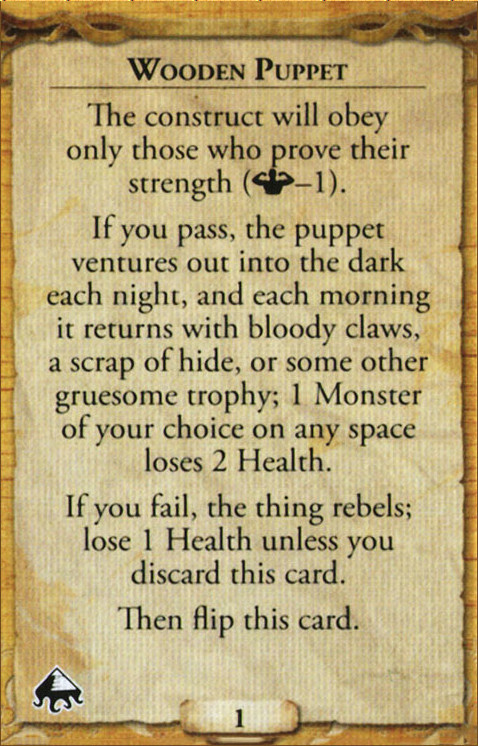 Wooden Puppet
The construct will obey
only those who prove their
strength (–1).
If you pass, the puppet
ventures out into the dark
each night, and each morning
it returns with bloody claws,
a scrap of hide, or some other
gruesome trophy; 1 Monster
of your choice on any space
loses 2 Health.
If you fail, the thing rebels;
lose 1 Health unless you
discard this card.
Then flip this card.
1